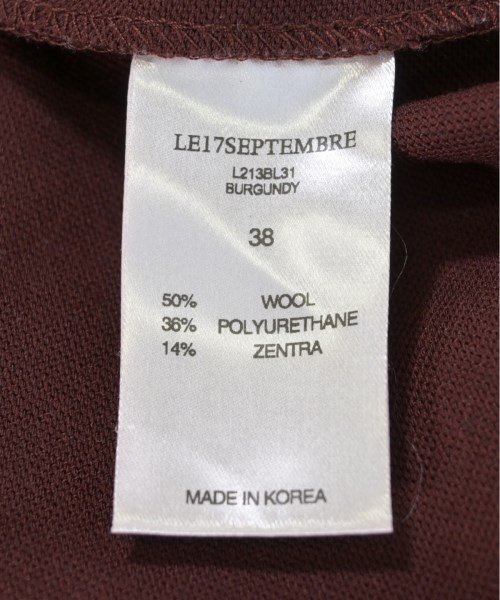 LE17SEPTEMBRE
L213BL31
BURGUNDY
38
50% WOOL
36% POLYURETHANE
14% ZENTRA
MADE IN KOREA